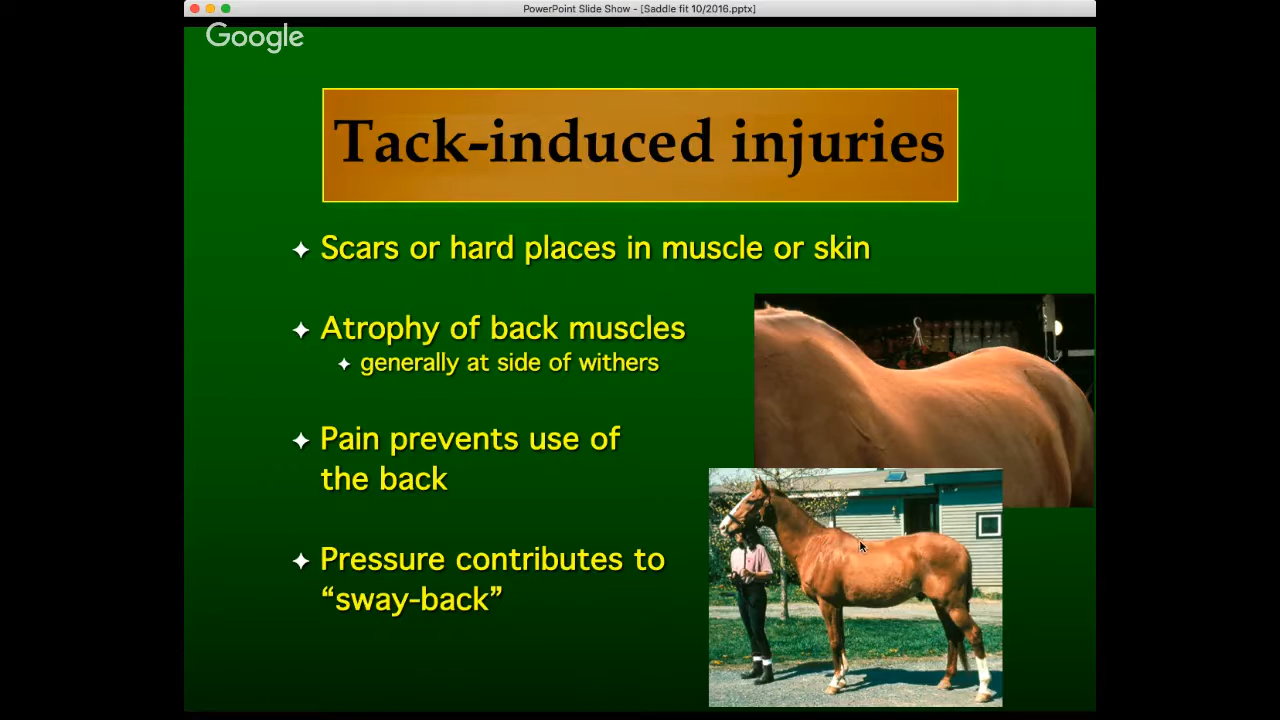 PowerPoint Slide Show - [Saddle fit 10/2016.pptx]
Google
Tack-induced injuries
Scars or hard places in muscle or skin
Atrophy of back muscles
generally at side of withers
Pain prevents use of
the back
Pressure contributes to
“sway-back”